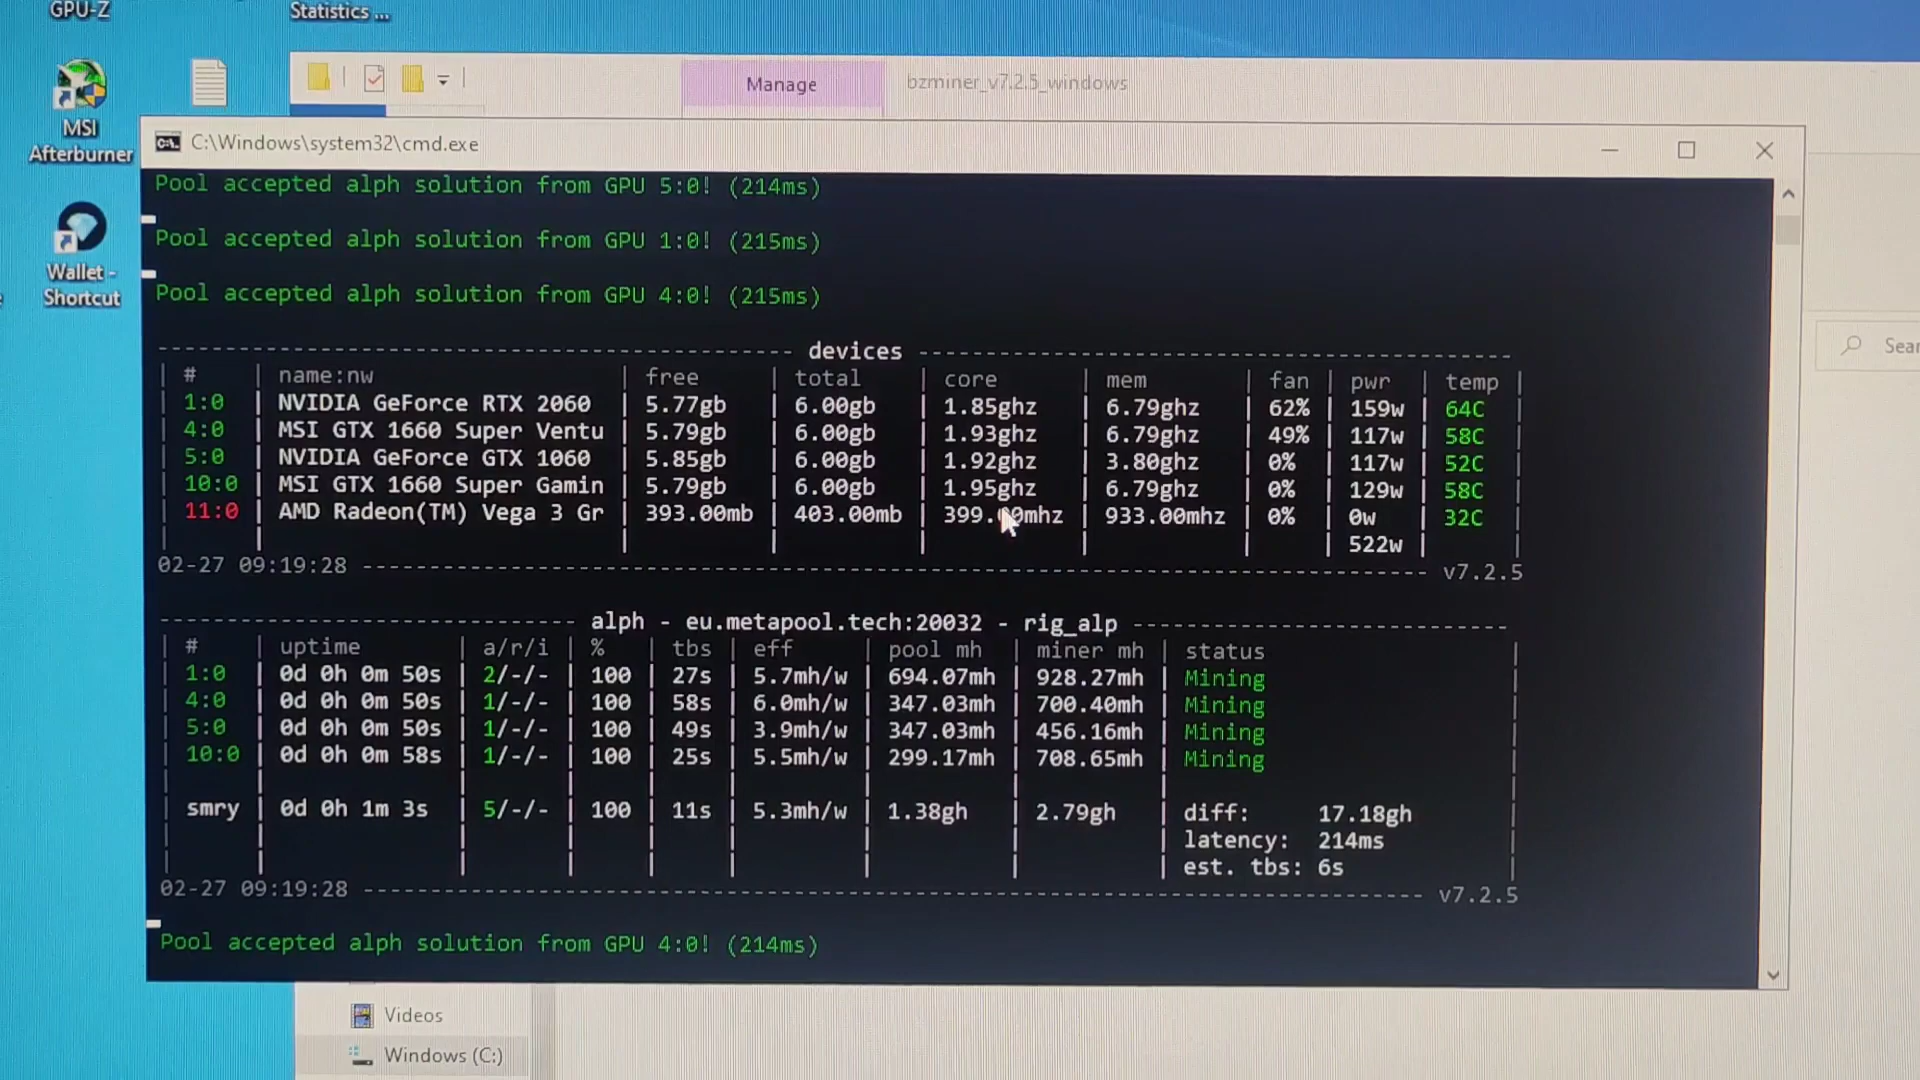 GPU-Z
Statistics ...
MSI
Afterburner
Wallet -
Shortcut
Manage
bzminer_v7.2.5_windows
C:\Windows\system32\cmd.exe
Sear
Pool accepted alph solution from GPU 5:0! (214ms)
Pool accepted alph solution from GPU 1:0! (215ms)
Pool accepted alph solution from GPU 4:0! (215ms)
devices
# | name:nw | free | total | core | mem | fan | pwr | temp |
1:0 | NVIDIA GeForce RTX 2060 | 5.77gb | 6.00gb | 1.85ghz | 6.79ghz | 62% | 159w | 64C
4:0 | MSI GTX 1660 Super Ventu | 5.79gb | 6.00gb | 1.93ghz | 6.79ghz | 49% | 117w | 58C
5:0 | NVIDIA GeForce GTX 1060 | 5.85gb | 6.00gb | 1.92ghz | 3.80ghz | 0% | 117w | 52C
10:0 | MSI GTX 1660 Super Gamin | 5.79gb | 6.00gb | 1.95ghz | 6.79ghz | 0% | 129w | 58C
11:0 | AMD Radeon(TM) Vega 3 Gr | 393.00mb | 403.00mb | 399.00mhz | 933.00mhz | 0% | 0w | 32C
522w
02-27 09:19:28 v7.2.5
alph - eu.metapool.tech:20032 - rig_alp
# | uptime | a/r/i | % | tbs | eff | pool mh | miner mh | status
1:0 | 0d 0h 0m 50s | 2/-/- | 100 | 27s | 5.7mh/w | 694.07mh | 928.27mh | Mining
4:0 | 0d 0h 0m 50s | 1/-/- | 100 | 58s | 6.0mh/w | 347.03mh | 700.40mh | Mining
5:0 | 0d 0h 0m 50s | 1/-/- | 100 | 49s | 3.9mh/w | 347.03mh | 456.16mh | Mining
10:0 | 0d 0h 0m 58s | 1/-/- | 100 | 25s | 5.5mh/w | 299.17mh | 708.65mh | Mining
smry | 0d 0h 1m 3s | 5/-/- | 100 | 11s | 5.3mh/w | 1.38gh | 2.79gh | diff: 17.18gh
latency: 214ms
est. tbs: 6s
02-27 09:19:28 v7.2.5
Pool accepted alph solution from GPU 4:0! (214ms)
Videos
Windows (C:)